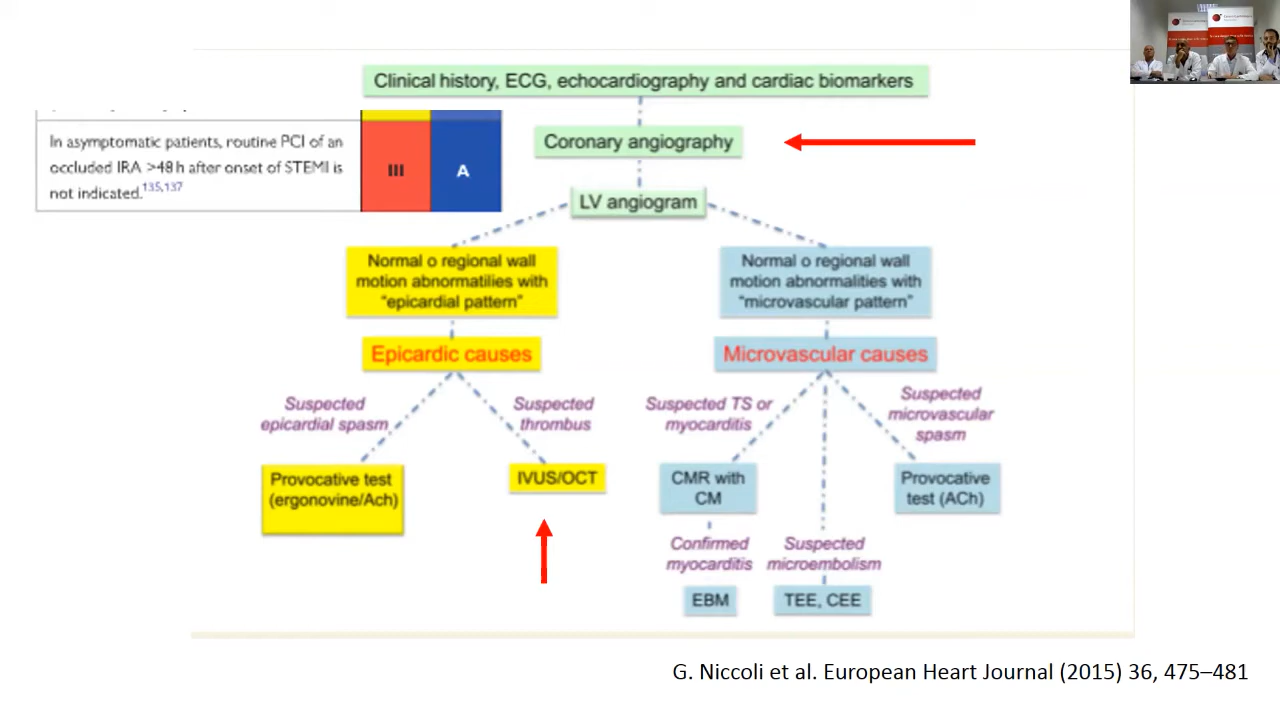 Clinical history, ECG, echocardiography and cardiac biomarkers
Coronary angiography
LV angiogram
In asymptomatic patients, routine PCI of an
occluded IRA >48 h after onset of STEMI is
not indicated.135,137
III
A
Normal o regional wall
motion abnormatilies with
“epicardial pattern”
Normal o regional wall
motion abnormalities with
“microvascular pattern”
Epicardic causes
Microvascular causes
Suspected
epicardial spasm
Suspected
thrombus
Suspected TS or
myocarditis
Suspected
microvascular
spasm
Provocative test
(ergonovine/Ach)
IVUS/OCT
CMR with
CM
Provocative
test (ACh)
Confirmed
myocarditis
Suspected
microembolism
EBM
TEE, CEE
G. Niccoli et al. European Heart Journal (2015) 36, 475–481